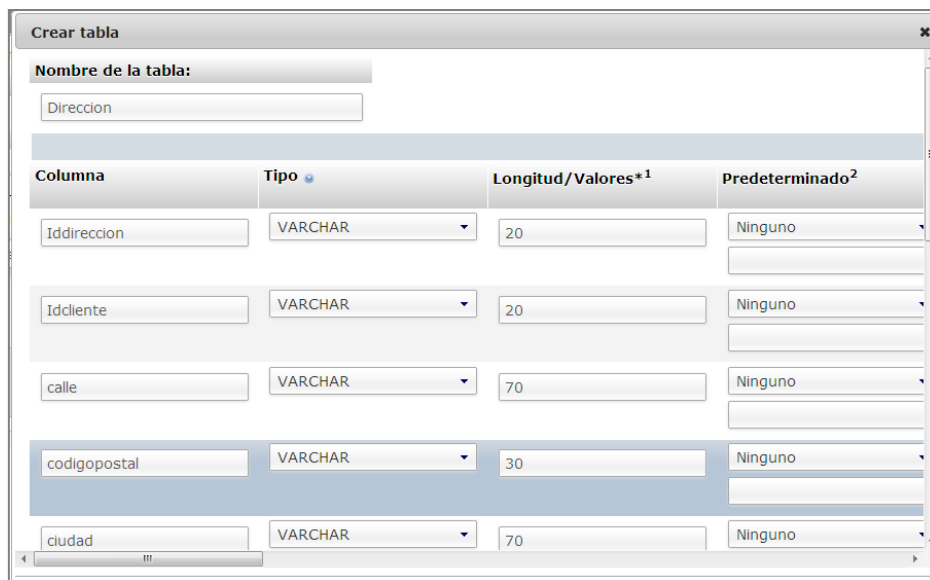 Crear tabla
Nombre de la tabla:
Direccion
Columna Tipo Longitud/Valores*1 Predeterminado2
Iddireccion VARCHAR 20 Ninguno
Idcliente VARCHAR 20 Ninguno
calle VARCHAR 70 Ninguno
codigopostal VARCHAR 30 Ninguno
ciudad VARCHAR 70 Ninguno